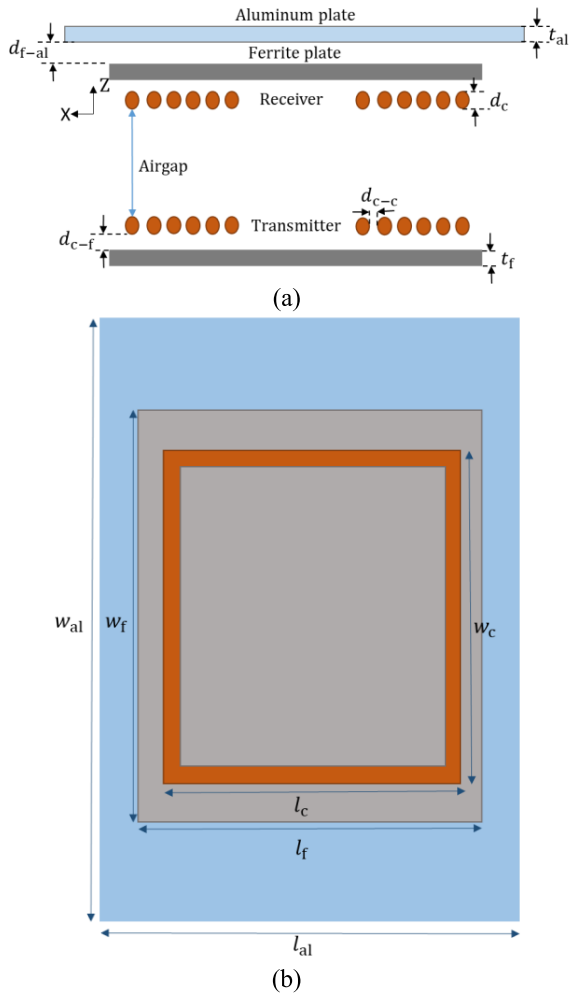 Aluminum plate
d_f−al
t_al
Ferrite plate
Z
X
Receiver
d_c
Airgap
d_c−c
Transmitter
d_c−f
t_f
(a)
w_al
w_f
w_c
l_c
l_f
l_al
(b)